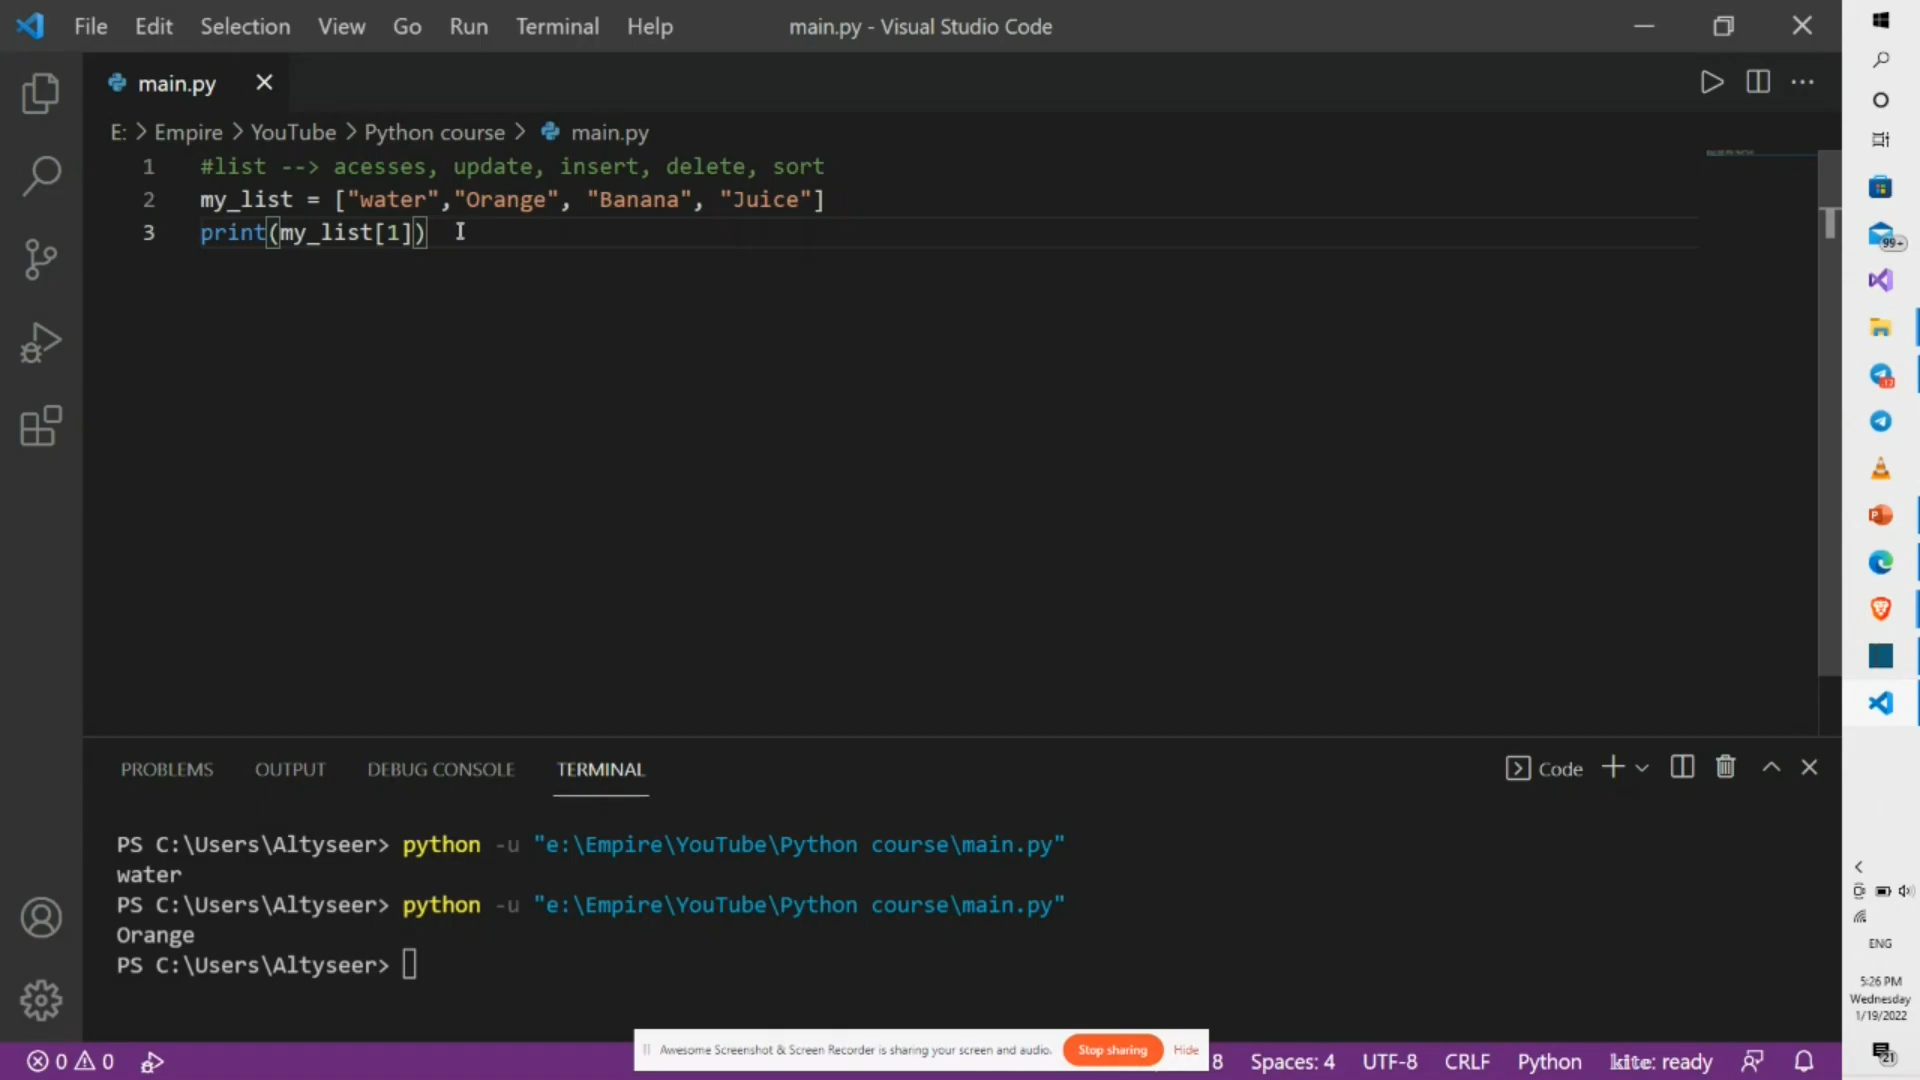 File Edit Selection View Go Run Terminal Help main.py - Visual Studio Code
main.py
E: > Empire > YouTube > Python course > main.py
1 #list --> acesses, update, insert, delete, sort
2 my_list = ["water","Orange", "Banana", "Juice"]
3 print(my_list[1])
PROBLEMS OUTPUT DEBUG CONSOLE TERMINAL Code
PS C:\Users\Altyseer> python -u "e:\Empire\YouTube\Python course\main.py"
water
PS C:\Users\Altyseer> python -u "e:\Empire\YouTube\Python course\main.py"
Orange
PS C:\Users\Altyseer>
Awesome Screenshot & Screen Recorder is sharing your screen and audio. Stop sharing Hide
0 0 8 Spaces: 4 UTF-8 CRLF Python kite: ready
99+
ENG
5:26 PM
Wednesday
1/19/2022
21